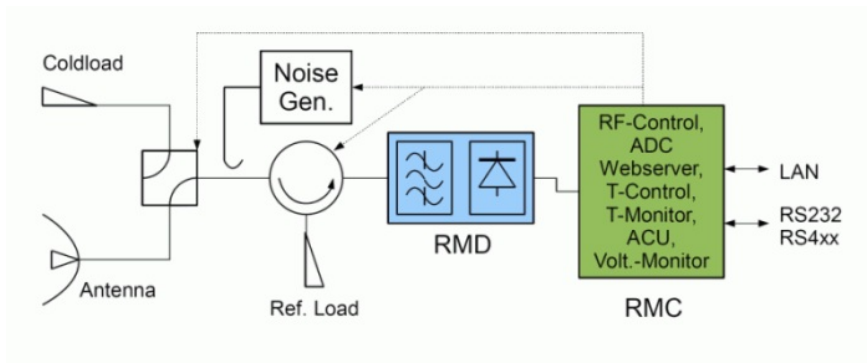 Coldload
Noise
Gen.
RF-Control,
ADC
Webserver,
T-Control,
T-Monitor,
ACU,
Volt.-Monitor
LAN
RS232
RS4xx
RMD
Antenna
Ref. Load
RMC